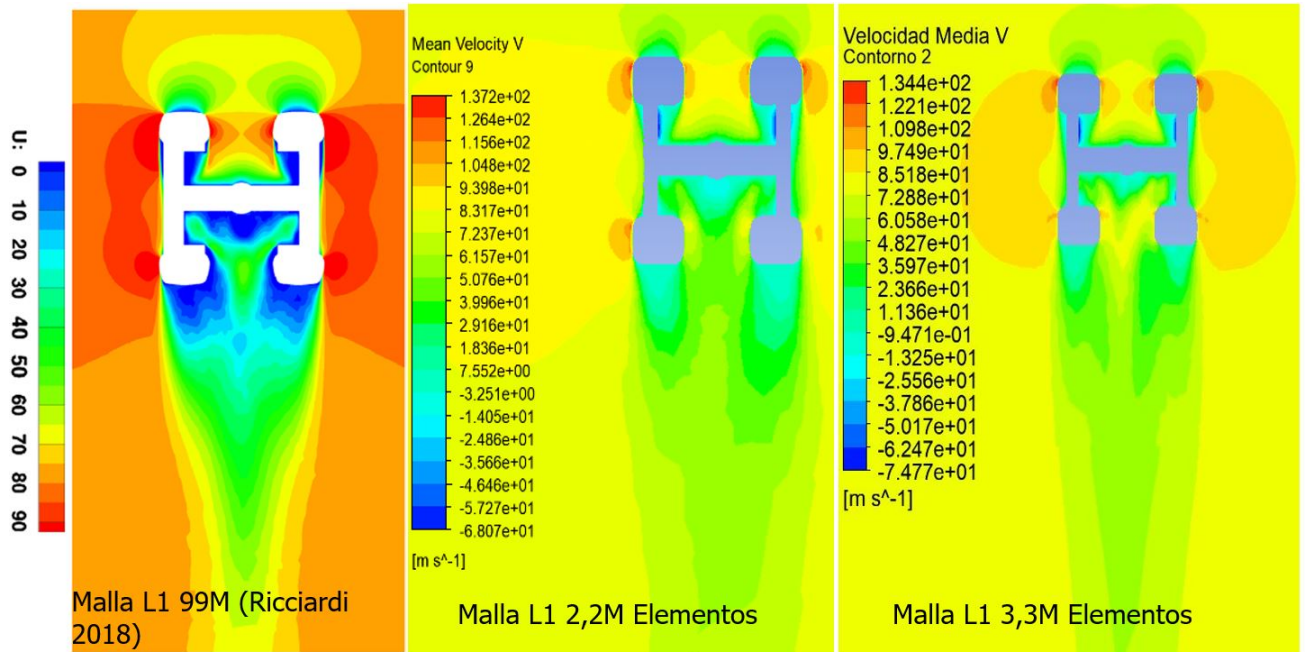 U: 0 10 20 30 40 50 60 70 80 90
Malla L1 99M (Ricciardi
2018)
Mean Velocity V
Contour 9
1.372e+02
1.264e+02
1.156e+02
1.048e+02
9.398e+01
8.317e+01
7.237e+01
6.157e+01
5.076e+01
3.996e+01
2.916e+01
1.836e+01
7.552e+00
-3.251e+00
-1.405e+01
-2.486e+01
-3.566e+01
-4.646e+01
-5.727e+01
-6.807e+01
[m s^-1]
Malla L1 2,2M Elementos
Velocidad Media V
Contorno 2
1.344e+02
1.221e+02
1.098e+02
9.749e+01
8.518e+01
7.288e+01
6.058e+01
4.827e+01
3.597e+01
2.366e+01
1.136e+01
-9.471e-01
-1.325e+01
-2.556e+01
-3.786e+01
-5.017e+01
-6.247e+01
-7.477e+01
[m s^-1]
Malla L1 3,3M Elementos